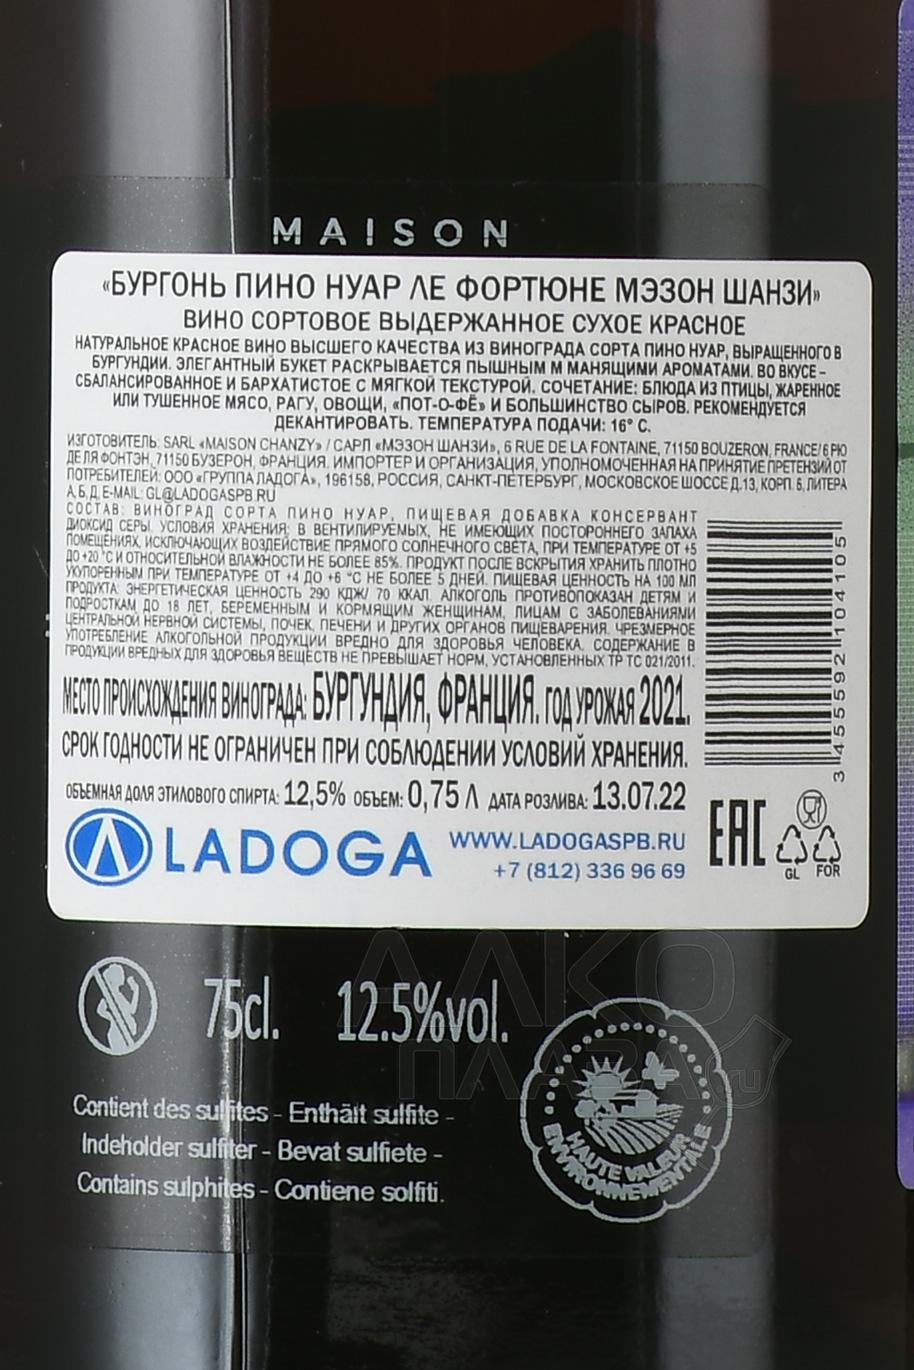 MAISON
«БУРГОНЬ ПИНО НУАР ЛЕ ФОРТЮНЕ МЭЗОН ШАНЗИ»
ВИНО СОРТОВОЕ ВЫДЕРЖАННОЕ СУХОЕ КРАСНОЕ
НАТУРАЛЬНОЕ КРАСНОЕ ВИНО ВЫСШЕГО КАЧЕСТВА ИЗ ВИНОГРАДА СОРТА ПИНО НУАР, ВЫРАЩЕННОГО В
БУРГУНДИИ. ЭЛЕГАНТНЫЙ БУКЕТ РАСКРЫВАЕТСЯ ПЫШНЫМ М МАНЯЩИМИ АРОМАТАМИ. ВО ВКУСЕ –
СБАЛАНСИРОВАННОЕ И БАРХАТИСТОЕ С МЯГКОЙ ТЕКСТУРОЙ. СОЧЕТАНИЕ: БЛЮДА ИЗ ПТИЦЫ, ЖАРЕННОЕ
ИЛИ ТУШЕННОЕ МЯСО, РАГУ, ОВОЩИ, «ПОТ-О-ФЁ» И БОЛЬШИНСТВО СЫРОВ. РЕКОМЕНДУЕТСЯ
ДЕКАНТИРОВАТЬ. ТЕМПЕРАТУРА ПОДАЧИ: 16° С.
ИЗГОТОВИТЕЛЬ: SARL «MAISON CHANZY» / САРЛ «МЭЗОН ШАНЗИ», 6 RUE DE LA FONTAINE, 71150 BOUZERON, FRANCE/6 РЮ
ДЕ ЛЯ ФОНТЭН, 71150 БУЗЕРОН, ФРАНЦИЯ. ИМПОРТЕР И ОРГАНИЗАЦИЯ, УПОЛНОМОЧЕННАЯ НА ПРИНЯТИЕ ПРЕТЕНЗИЙ ОТ
ПОТРЕБИТЕЛЕЙ: ООО «ГРУППА ЛАДОГА», 196158, РОССИЯ, САНКТ-ПЕТЕРБУРГ, МОСКОВСКОЕ ШОССЕ Д.13, КОРП. 6, ЛИТЕРА
А, Б, Д, E-MAIL: GL@LADOGASPB.RU
СОСТАВ: ВИНОГРАД СОРТА ПИНО НУАР, ПИЩЕВАЯ ДОБАВКА КОНСЕРВАНТ
ДИОКСИД СЕРЫ. УСЛОВИЯ ХРАНЕНИЯ: В ВЕНТИЛИРУЕМЫХ, НЕ ИМЕЮЩИХ ПОСТОРОННЕГО ЗАПАХА
ПОМЕЩЕНИЯХ, ИСКЛЮЧАЮЩИХ ВОЗДЕЙСТВИЕ ПРЯМОГО СОЛНЕЧНОГО СВЕТА, ПРИ ТЕМПЕРАТУРЕ ОТ +5
ДО +20 °С И ОТНОСИТЕЛЬНОЙ ВЛАЖНОСТИ НЕ БОЛЕЕ 85%. ПРОДУКТ ПОСЛЕ ВСКРЫТИЯ ХРАНИТЬ ПЛОТНО
УКУПОРЕННЫМ ПРИ ТЕМПЕРАТУРЕ ОТ +4 ДО +6 °С НЕ БОЛЕЕ 5 ДНЕЙ. ПИЩЕВАЯ ЦЕННОСТЬ НА 100 МЛ
ПРОДУКТА: ЭНЕРГЕТИЧЕСКАЯ ЦЕННОСТЬ 290 КДЖ/ 70 ККАЛ. АЛКОГОЛЬ ПРОТИВОПОКАЗАН ДЕТЯМ И
ПОДРОСТКАМ ДО 18 ЛЕТ, БЕРЕМЕННЫМ И КОРМЯЩИМ ЖЕНЩИНАМ, ЛИЦАМ С ЗАБОЛЕВАНИЯМИ
ЦЕНТРАЛЬНОЙ НЕРВНОЙ СИСТЕМЫ, ПОЧЕК, ПЕЧЕНИ И ДРУГИХ ОРГАНОВ ПИЩЕВАРЕНИЯ. ЧРЕЗМЕРНОЕ
УПОТРЕБЛЕНИЕ АЛКОГОЛЬНОЙ ПРОДУКЦИИ ВРЕДНО ДЛЯ ЗДОРОВЬЯ ЧЕЛОВЕКА. СОДЕРЖАНИЕ В
ПРОДУКЦИИ ВРЕДНЫХ ДЛЯ ЗДОРОВЬЯ ВЕЩЕСТВ НЕ ПРЕВЫШАЕТ НОРМ, УСТАНОВЛЕННЫХ ТР ТС 021/2011.
МЕСТО ПРОИСХОЖДЕНИЯ ВИНОГРАДА: БУРГУНДИЯ, ФРАНЦИЯ. ГОД УРОЖАЯ 2021.
СРОК ГОДНОСТИ НЕ ОГРАНИЧЕН ПРИ СОБЛЮДЕНИИ УСЛОВИЙ ХРАНЕНИЯ.
ОБЪЕМНАЯ ДОЛЯ ЭТИЛОВОГО СПИРТА: 12,5% ОБЪЕМ: 0,75 Л ДАТА РОЗЛИВА: 13.07.22
3 455592 104105
LADOGA
WWW.LADOGASPB.RU
+7 (812) 336 96 69
EAC
GL FOR
75cl. 12.5%vol.
Contient des sulfites - Enthält sulfite -
Indeholder sulfiter - Bevat sulfiete -
Contains sulphites - Contiene solfiti.
HAUTE VALEUR
ENVIRONNEMENTALE
АЛКО
ПЛАЗА.ru